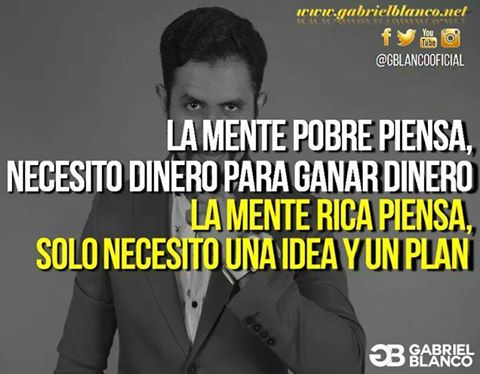 www.gabrielblanco.net
You Tube
@GBLANCOOFICIAL
LA MENTE POBRE PIENSA,
NECESITO DINERO PARA GANAR DINERO
LA MENTE RICA PIENSA,
SOLO NECESITO UNA IDEA Y UN PLAN
GB GABRIEL
BLANCO